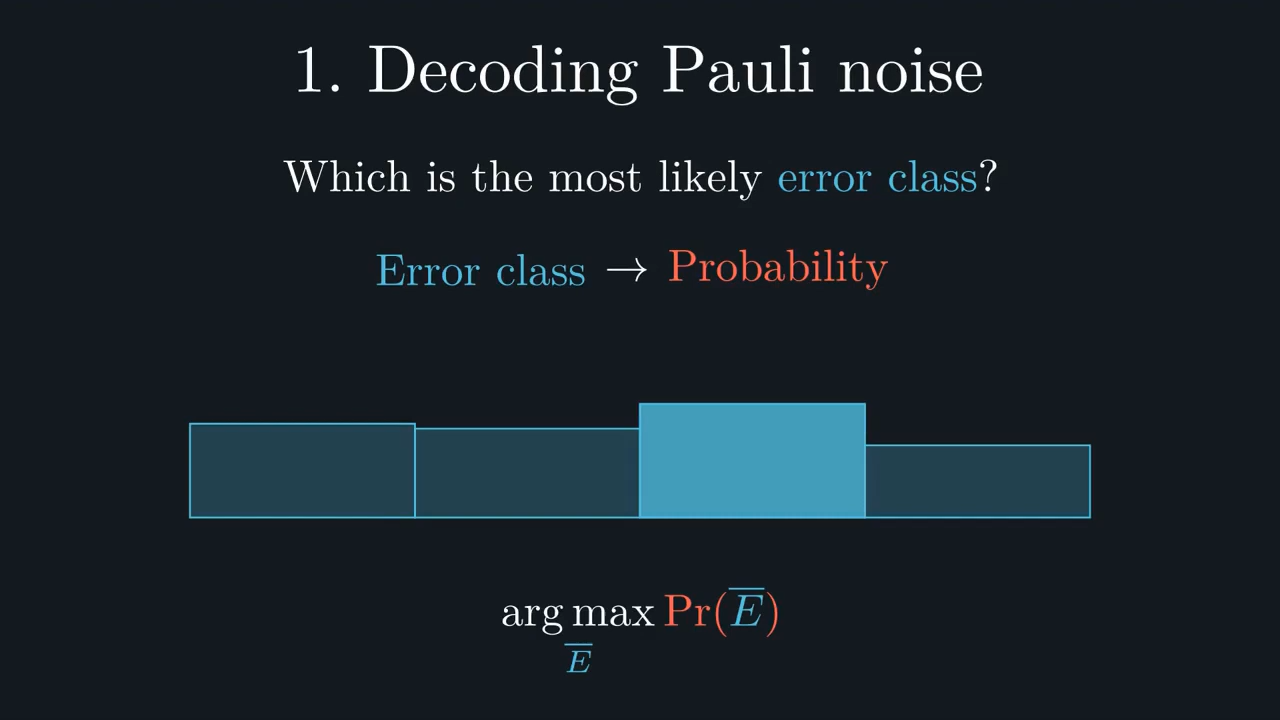 1. Decoding Pauli noise
Which is the most likely error class?
Error class → Probability
arg max Pr(E̅)
E̅